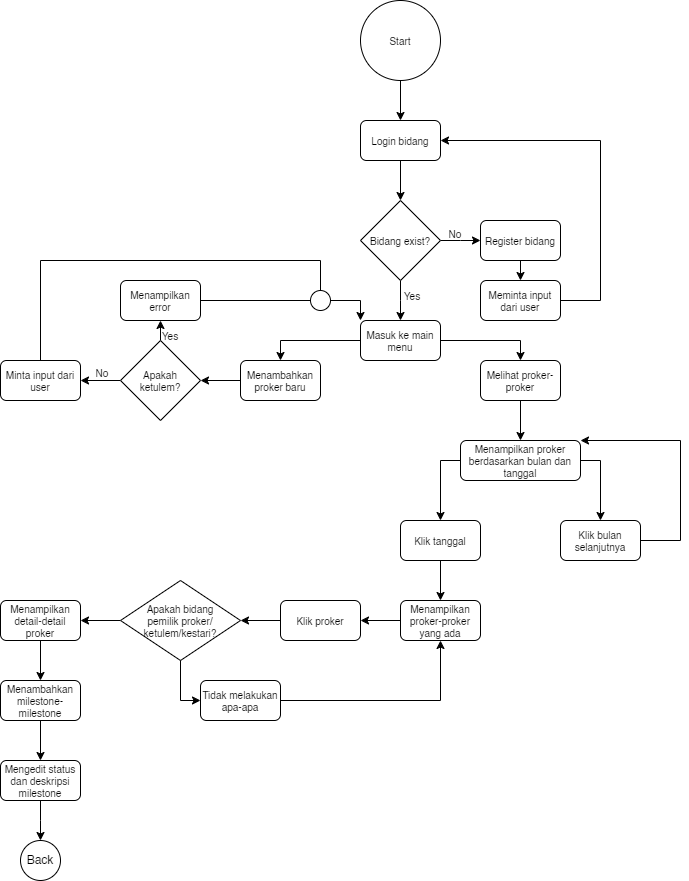 Start
Login bidang
Bidang exist?
No
Register bidang
Yes
Meminta input
dari user
Menampilkan
error
Yes
Masuk ke main
menu
Minta input dari
user
No
Apakah
ketulem?
Menambahkan
proker baru
Melihat proker-
proker
Menampilkan proker
berdasarkan bulan dan
tanggal
Klik tanggal
Klik bulan
selanjutnya
Menampilkan
detail-detail
proker
Apakah bidang
pemilik proker/
ketulem/kestari?
Klik proker
Menampilkan
proker-proker
yang ada
Menambahkan
milestone-
milestone
Tidak melakukan
apa-apa
Mengedit status
dan deskripsi
milestone
Back